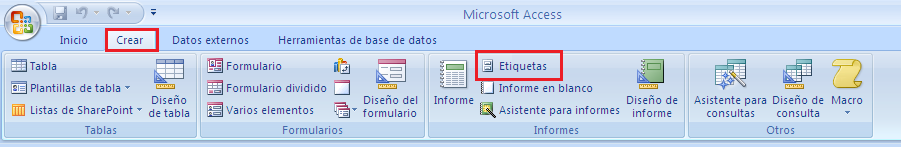 Microsoft Access
Inicio Crear Datos externos Herramientas de base de datos
Tabla
Plantillas de tabla
Listas de SharePoint
Diseño de tabla
Tablas
Formulario
Formulario dividido
Varios elementos
Diseño del formulario
Formularios
Informe
Etiquetas
Informe en blanco
Asistente para informes
Diseño de informe
Informes
Asistente para consultas
Diseño de consulta
Macro
Otros